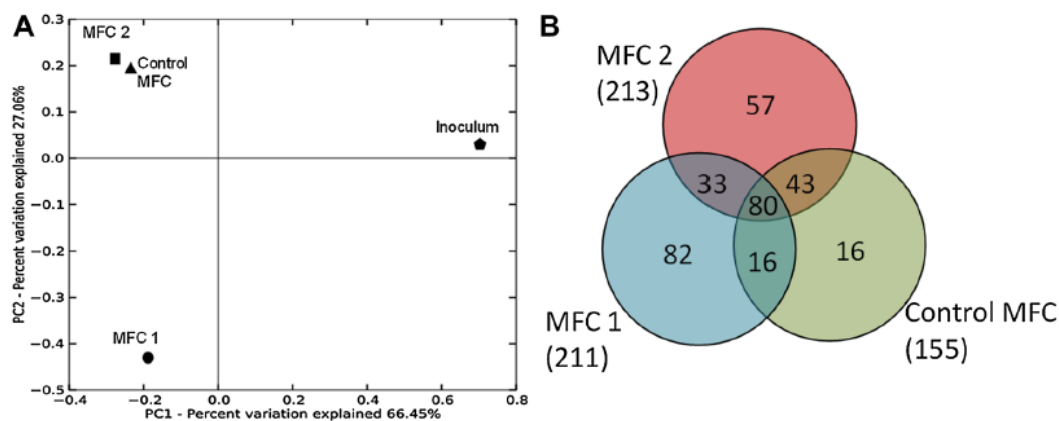 A
PC2 - Percent variation explained 27.06%
0.3
0.2
0.1
0.0
−0.1
−0.2
−0.3
−0.4
−0.5
MFC 2
Control
MFC
Inoculum
MFC 1
−0.4
−0.2
0.0
0.2
0.4
0.6
0.8
PC1 - Percent variation explained 66.45%
B
MFC 2
(213)
57
33
43
80
82
16
16
MFC 1
(211)
Control MFC
(155)